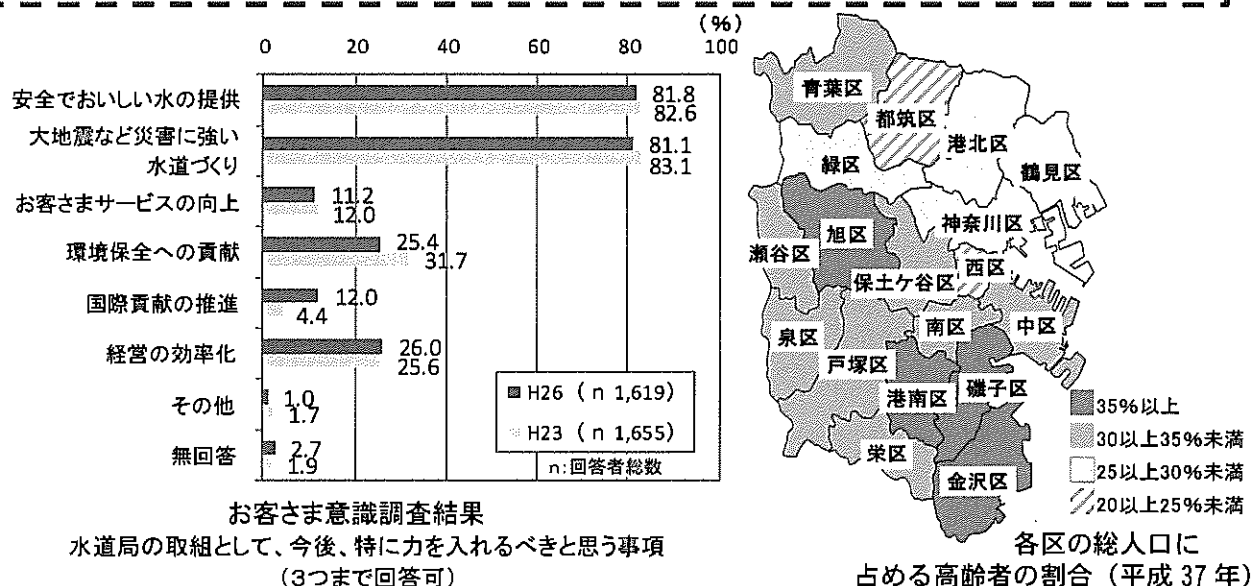 (%)
0 20 40 60 80 100
安全でおいしい水の提供
81.8
82.6
大地震など災害に強い
水道づくり
81.1
83.1
お客さまサービスの向上
11.2
12.0
環境保全への貢献
25.4
31.7
国際貢献の推進
12.0
4.4
経営の効率化
26.0
25.6
その他
1.0
1.7
無回答
2.7
1.9
H26 ( n 1,619)
H23 ( n 1,655)
n:回答者総数
お客さま意識調査結果
水道局の取組として、今後、特に力を入れるべきと思う事項
(3つまで回答可)
青葉区
都筑区
港北区
緑区
鶴見区
神奈川区
旭区
瀬谷区
西区
保土ケ谷区
泉区
南区
中区
戸塚区
港南区
磯子区
栄区
金沢区
35%以上
30以上35%未満
25以上30%未満
20以上25%未満
各区の総人口に
占める高齢者の割合(平成 37 年)